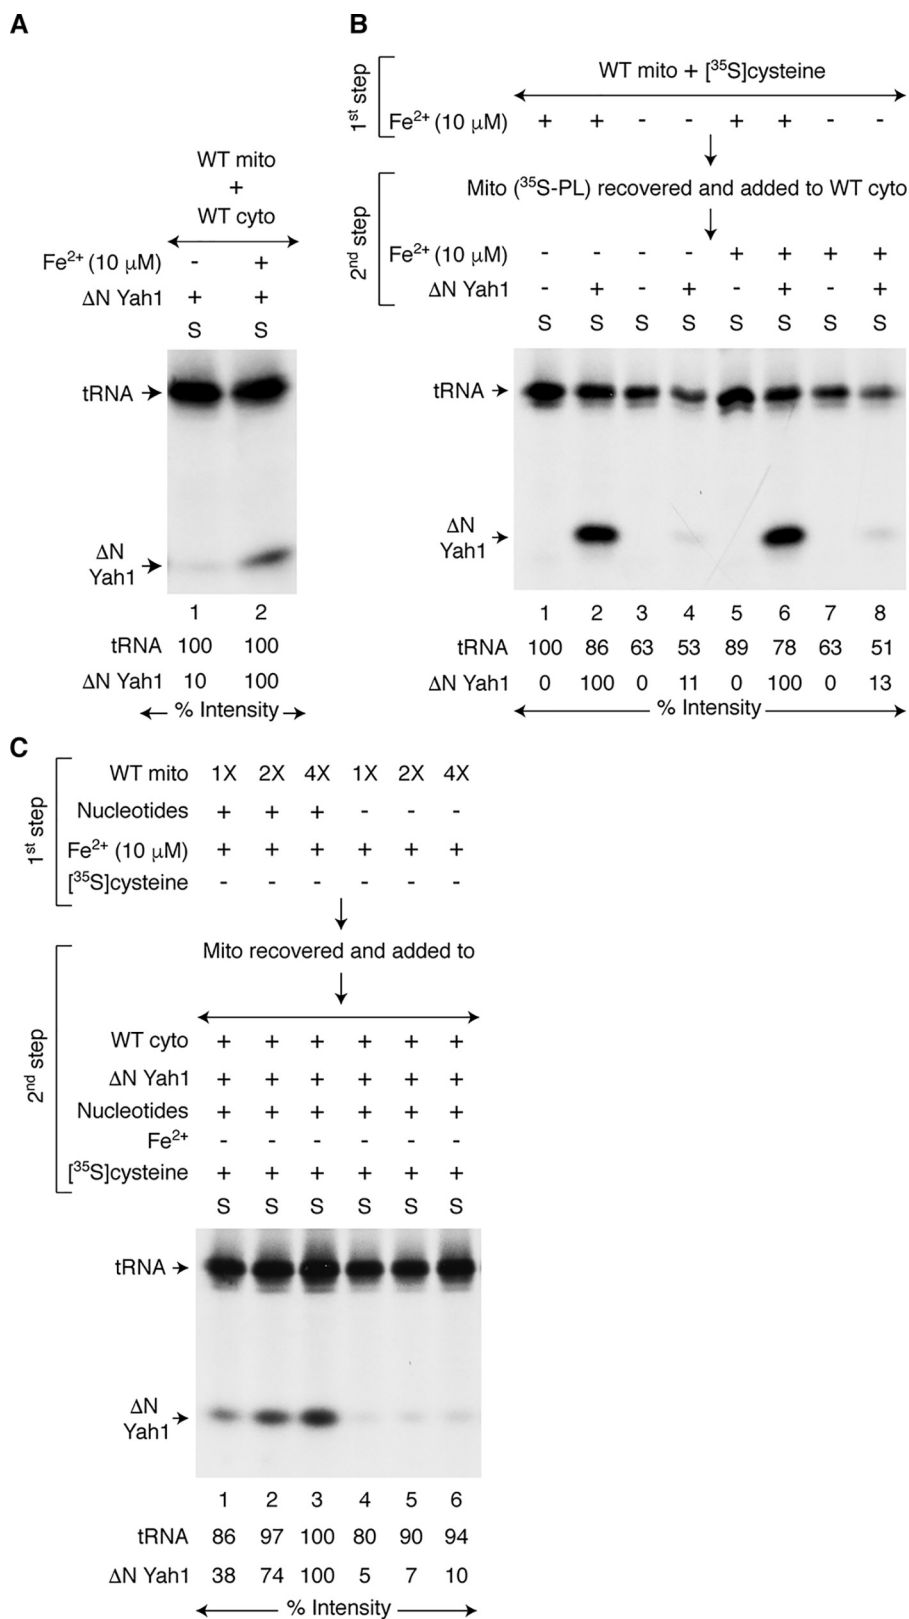 A
WT mito
+
WT cyto
Fe²⁺ (10 μM) - +
ΔN Yah1 + +
S S
tRNA
ΔN
Yah1
1 2
tRNA 100 100
ΔN Yah1 10 100
% Intensity
B
1ˢᵗ step
WT mito + [³⁵S]cysteine
Fe²⁺ (10 μM) + + - - + + - -
2ⁿᵈ step
Mito (³⁵S-PL) recovered and added to WT cyto
Fe²⁺ (10 μM) - - - - + + + +
ΔN Yah1 - + - + - + - +
S S S S S S S S
tRNA
ΔN
Yah1
1 2 3 4 5 6 7 8
tRNA 100 86 63 53 89 78 63 51
ΔN Yah1 0 100 0 11 0 100 0 13
% Intensity
C
1ˢᵗ step
WT mito 1X 2X 4X 1X 2X 4X
Nucleotides + + + - - -
Fe²⁺ (10 μM) + + + + + +
[³⁵S]cysteine - - - - - -
Mito recovered and added to
2ⁿᵈ step
WT cyto + + + + + +
ΔN Yah1 + + + + + +
Nucleotides + + + + + +
Fe²⁺ - - - - - -
[³⁵S]cysteine + + + + + +
S S S S S S
tRNA
ΔN
Yah1
1 2 3 4 5 6
tRNA 86 97 100 80 90 94
ΔN Yah1 38 74 100 5 7 10
% Intensity